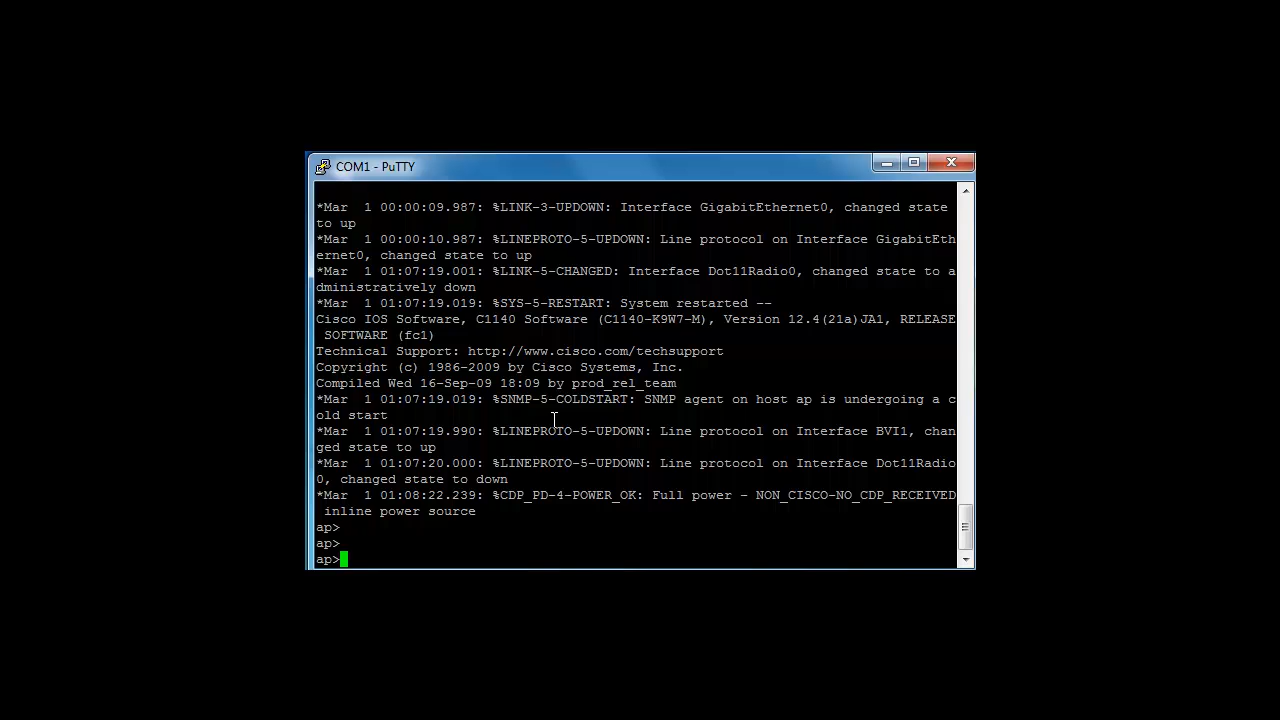 COM1 - PuTTY
*Mar  1 00:00:09.987: %LINK-3-UPDOWN: Interface GigabitEthernet0, changed state
to up
*Mar  1 00:00:10.987: %LINEPROTO-5-UPDOWN: Line protocol on Interface GigabitEth
ernet0, changed state to up
*Mar  1 01:07:19.001: %LINK-5-CHANGED: Interface Dot11Radio0, changed state to a
dministratively down
*Mar  1 01:07:19.019: %SYS-5-RESTART: System restarted --
Cisco IOS Software, C1140 Software (C1140-K9W7-M), Version 12.4(21a)JA1, RELEASE
 SOFTWARE (fc1)
Technical Support: http://www.cisco.com/techsupport
Copyright (c) 1986-2009 by Cisco Systems, Inc.
Compiled Wed 16-Sep-09 18:09 by prod_rel_team
*Mar  1 01:07:19.019: %SNMP-5-COLDSTART: SNMP agent on host ap is undergoing a c
old start
*Mar  1 01:07:19.990: %LINEPROTO-5-UPDOWN: Line protocol on Interface BVI1, chan
ged state to up
*Mar  1 01:07:20.000: %LINEPROTO-5-UPDOWN: Line protocol on Interface Dot11Radio
0, changed state to down
*Mar  1 01:08:22.239: %CDP_PD-4-POWER_OK: Full power - NON_CISCO-NO_CDP_RECEIVED
 inline power source
ap>
ap>
ap>